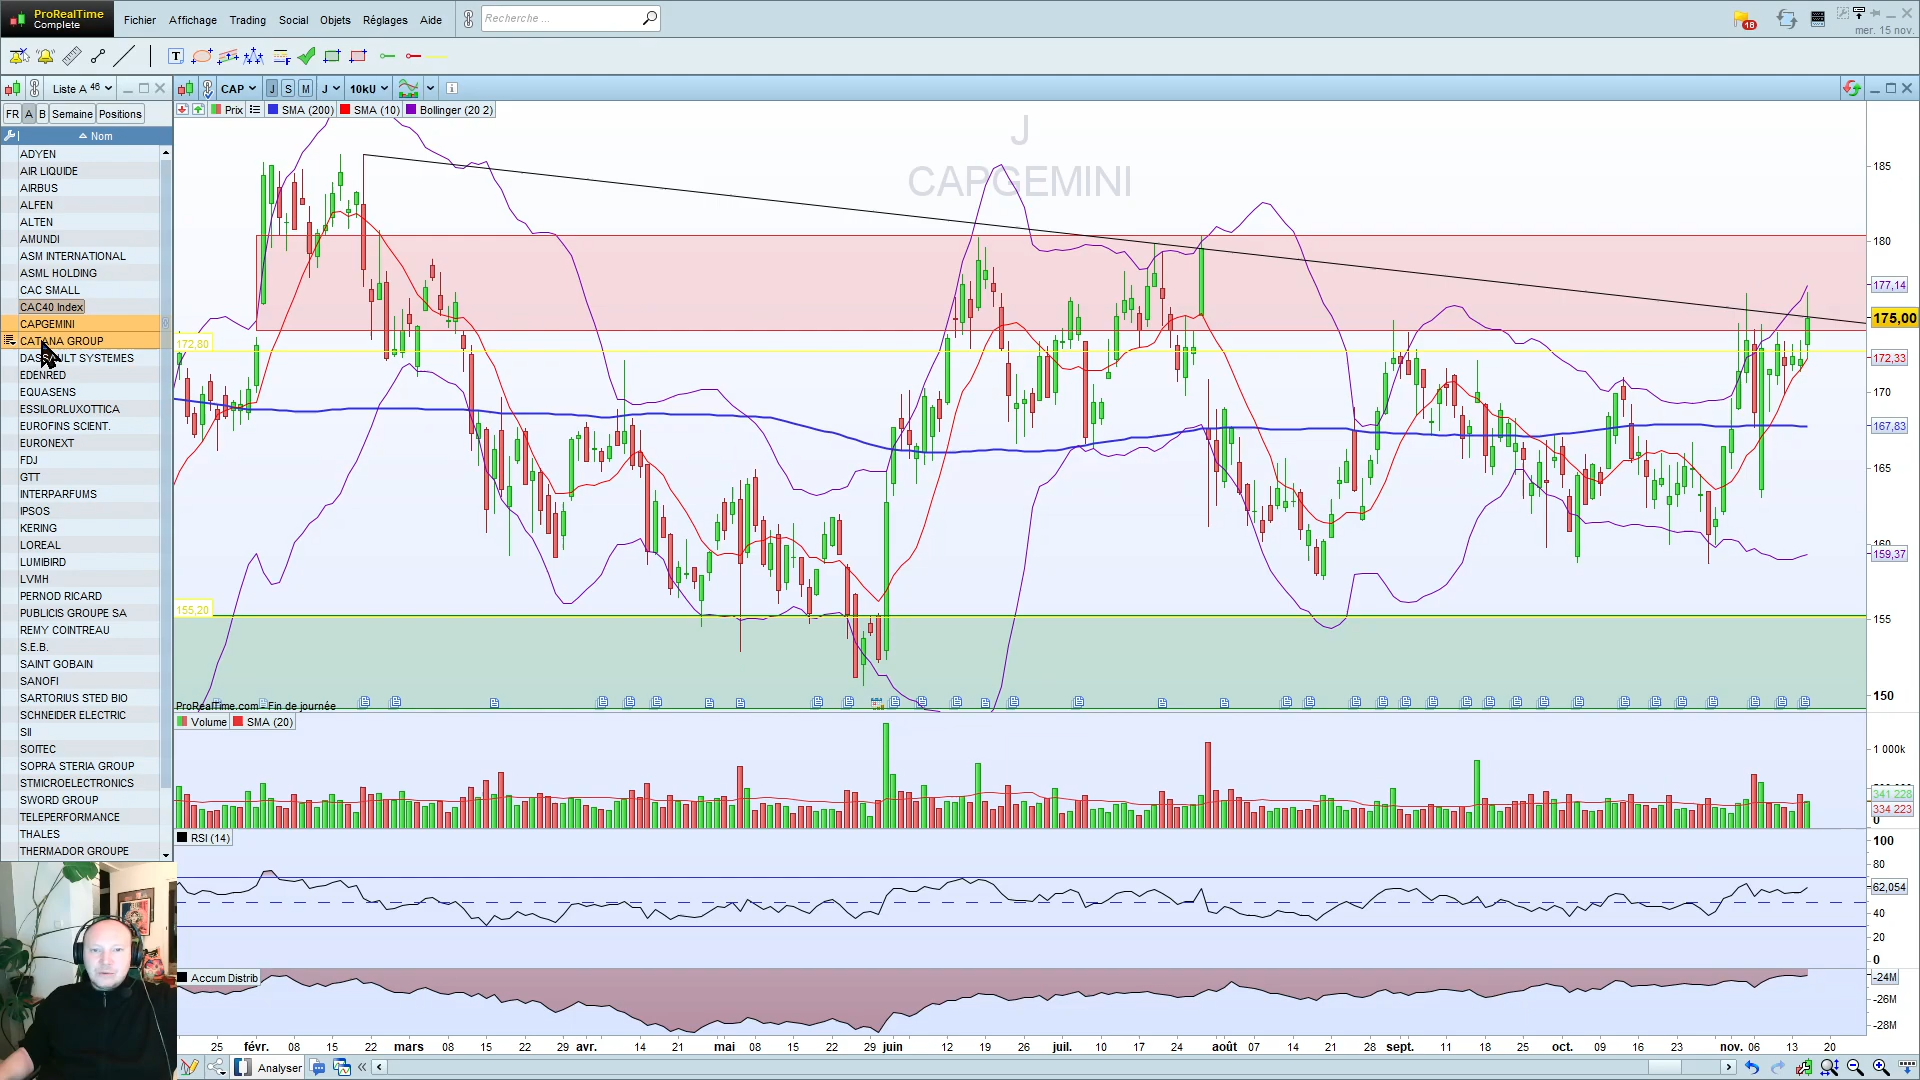 ProRealTime
Complete
Fichier Affichage Trading Social Objets Réglages Aide
Recherche ...
18
mer. 15 nov.
T
Liste A 46
CAP J S M J 10kU
FR A B Semaine Positions
Prix SMA (200) SMA (10) Bollinger (20 2)
Nom
ADYEN
AIR LIQUIDE
AIRBUS
ALFEN
ALTEN
AMUNDI
ASM INTERNATIONAL
ASML HOLDING
CAC SMALL
CAC40 Index
CAPGEMINI
CATANA GROUP
DASSAULT SYSTEMES
EDENRED
EQUASENS
ESSILORLUXOTTICA
EUROFINS SCIENT.
EURONEXT
FDJ
GTT
INTERPARFUMS
IPSOS
KERING
LOREAL
LUMIBIRD
LVMH
PERNOD RICARD
PUBLICIS GROUPE SA
REMY COINTREAU
S.E.B.
SAINT GOBAIN
SANOFI
SARTORIUS STED BIO
SCHNEIDER ELECTRIC
SII
SOITEC
SOPRA STERIA GROUP
STMICROELECTRONICS
SWORD GROUP
TELEPERFORMANCE
THALES
THERMADOR GROUPE
J
CAPGEMINI
172,80
155,20
185
180
177,14
175,00
172,33
170
167,83
165
160
159,37
155
150
ProRealTime.com - Fin de journée
Volume SMA (20)
1 000k
341 228
334 223
0
RSI (14)
100
80
62,054
40
20
0
Accum Distrib
-24M
-26M
-28M
25 févr. 08 15 22 mars 08 15 22 29 avr. 14 21 mai 08 15 22 29 juin 12 19 26 juil. 10 17 24 août 07 14 21 28 sept. 11 18 25 oct. 09 16 23 nov. 06 13 20
Analyser